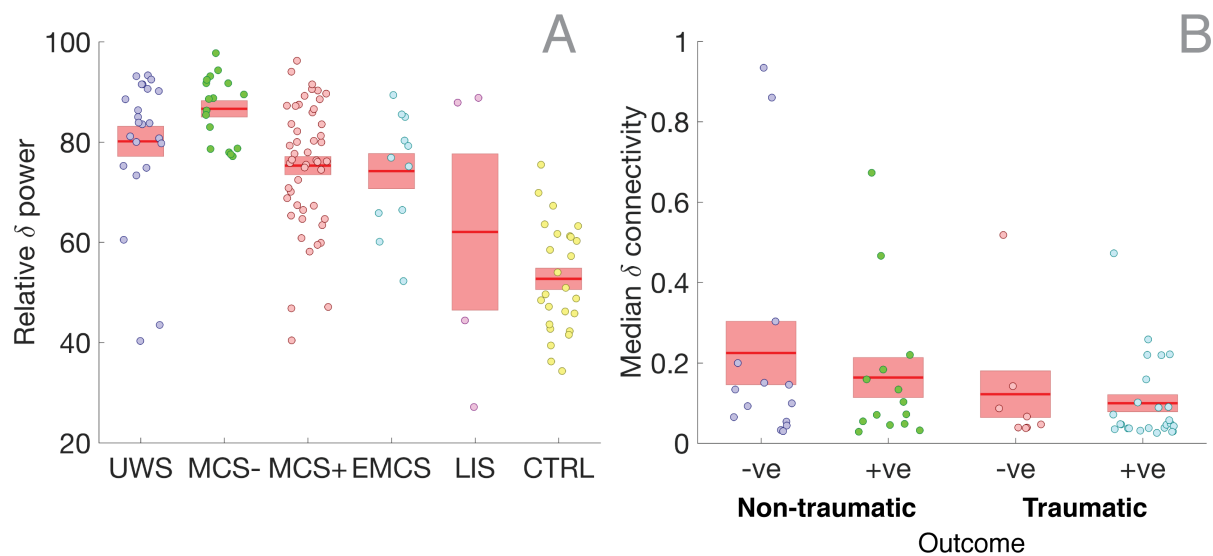 A
Relative δ power
100
80
60
40
20
UWS MCS- MCS+ EMCS LIS CTRL
B
Median δ connectivity
1
0.8
0.6
0.4
0.2
0
-ve +ve -ve +ve
Non-traumatic Traumatic
Outcome